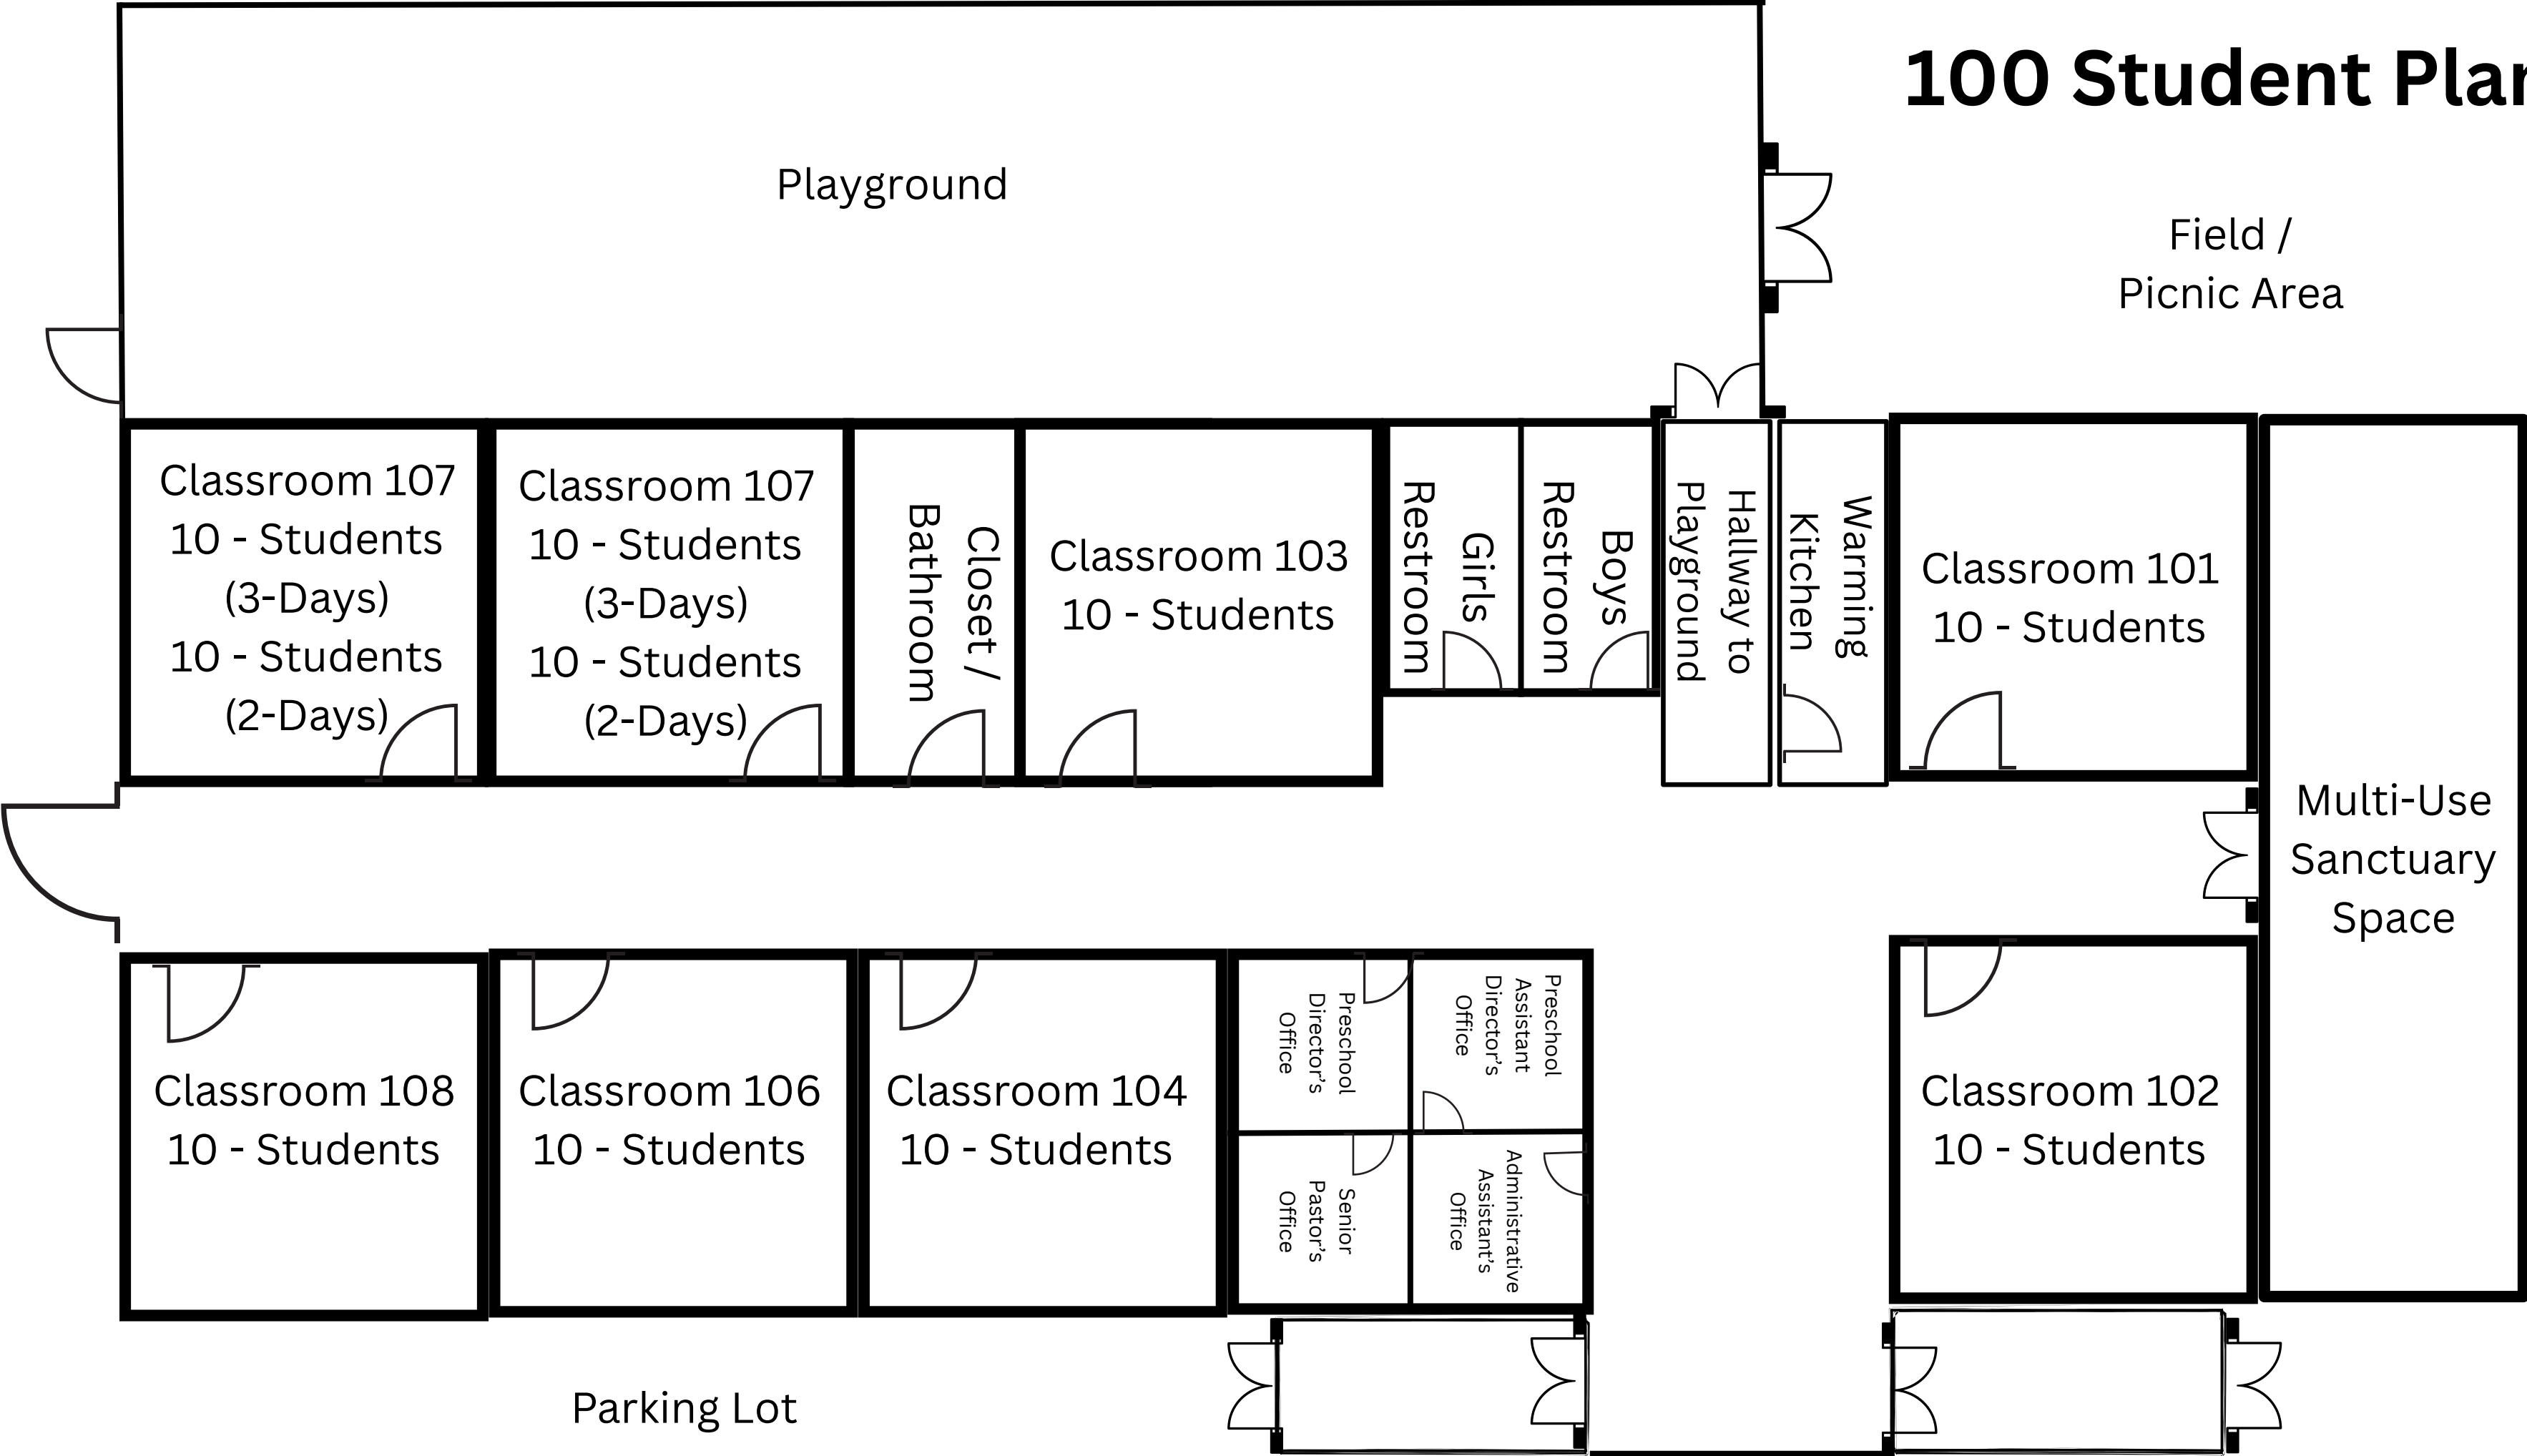 100 Student Plan
Playground
Field /
Picnic Area
Classroom 107
10 - Students
(3-Days)
10 - Students
(2-Days)
Classroom 107
10 - Students
(3-Days)
10 - Students
(2-Days)
Closet /
Bathroom
Classroom 103
10 - Students
Girls
Restroom
Boys
Restroom
Hallway to
Playground
Warming
Kitchen
Classroom 101
10 - Students
Multi-Use
Sanctuary
Space
Classroom 108
10 - Students
Classroom 106
10 - Students
Classroom 104
10 - Students
Preschool
Director's
Office
Preschool
Assistant
Director's
Office
Senior
Pastor's
Office
Administrative
Assistant's
Office
Classroom 102
10 - Students
Parking Lot